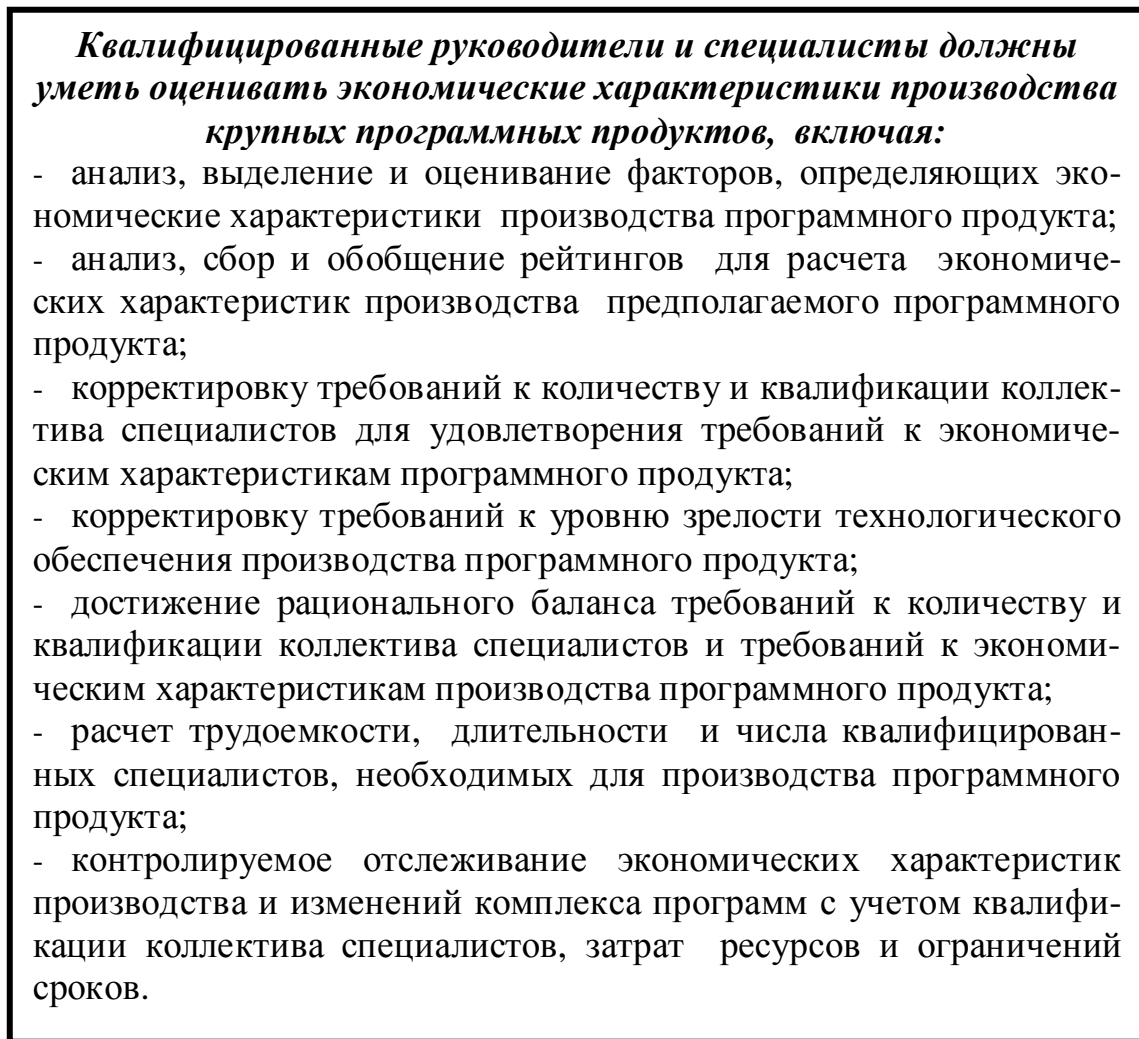 Квалифицированные руководители и специалисты должны
уметь оценивать экономические характеристики производства
крупных программных продуктов, включая:
- анализ, выделение и оценивание факторов, определяющих эко-
номические характеристики производства программного продукта;
- анализ, сбор и обобщение рейтингов для расчета экономиче-
ских характеристик производства предполагаемого программного
продукта;
- корректировку требований к количеству и квалификации коллек-
тива специалистов для удовлетворения требований к экономиче-
ским характеристикам программного продукта;
- корректировку требований к уровню зрелости технологического
обеспечения производства программного продукта;
- достижение рационального баланса требований к количеству и
квалификации коллектива специалистов и требований к экономи-
ческим характеристикам производства программного продукта;
- расчет трудоемкости, длительности и числа квалифицирован-
ных специалистов, необходимых для производства программного
продукта;
- контролируемое отслеживание экономических характеристик
производства и изменений комплекса программ с учетом квалифи-
кации коллектива специалистов, затрат ресурсов и ограничений
сроков.